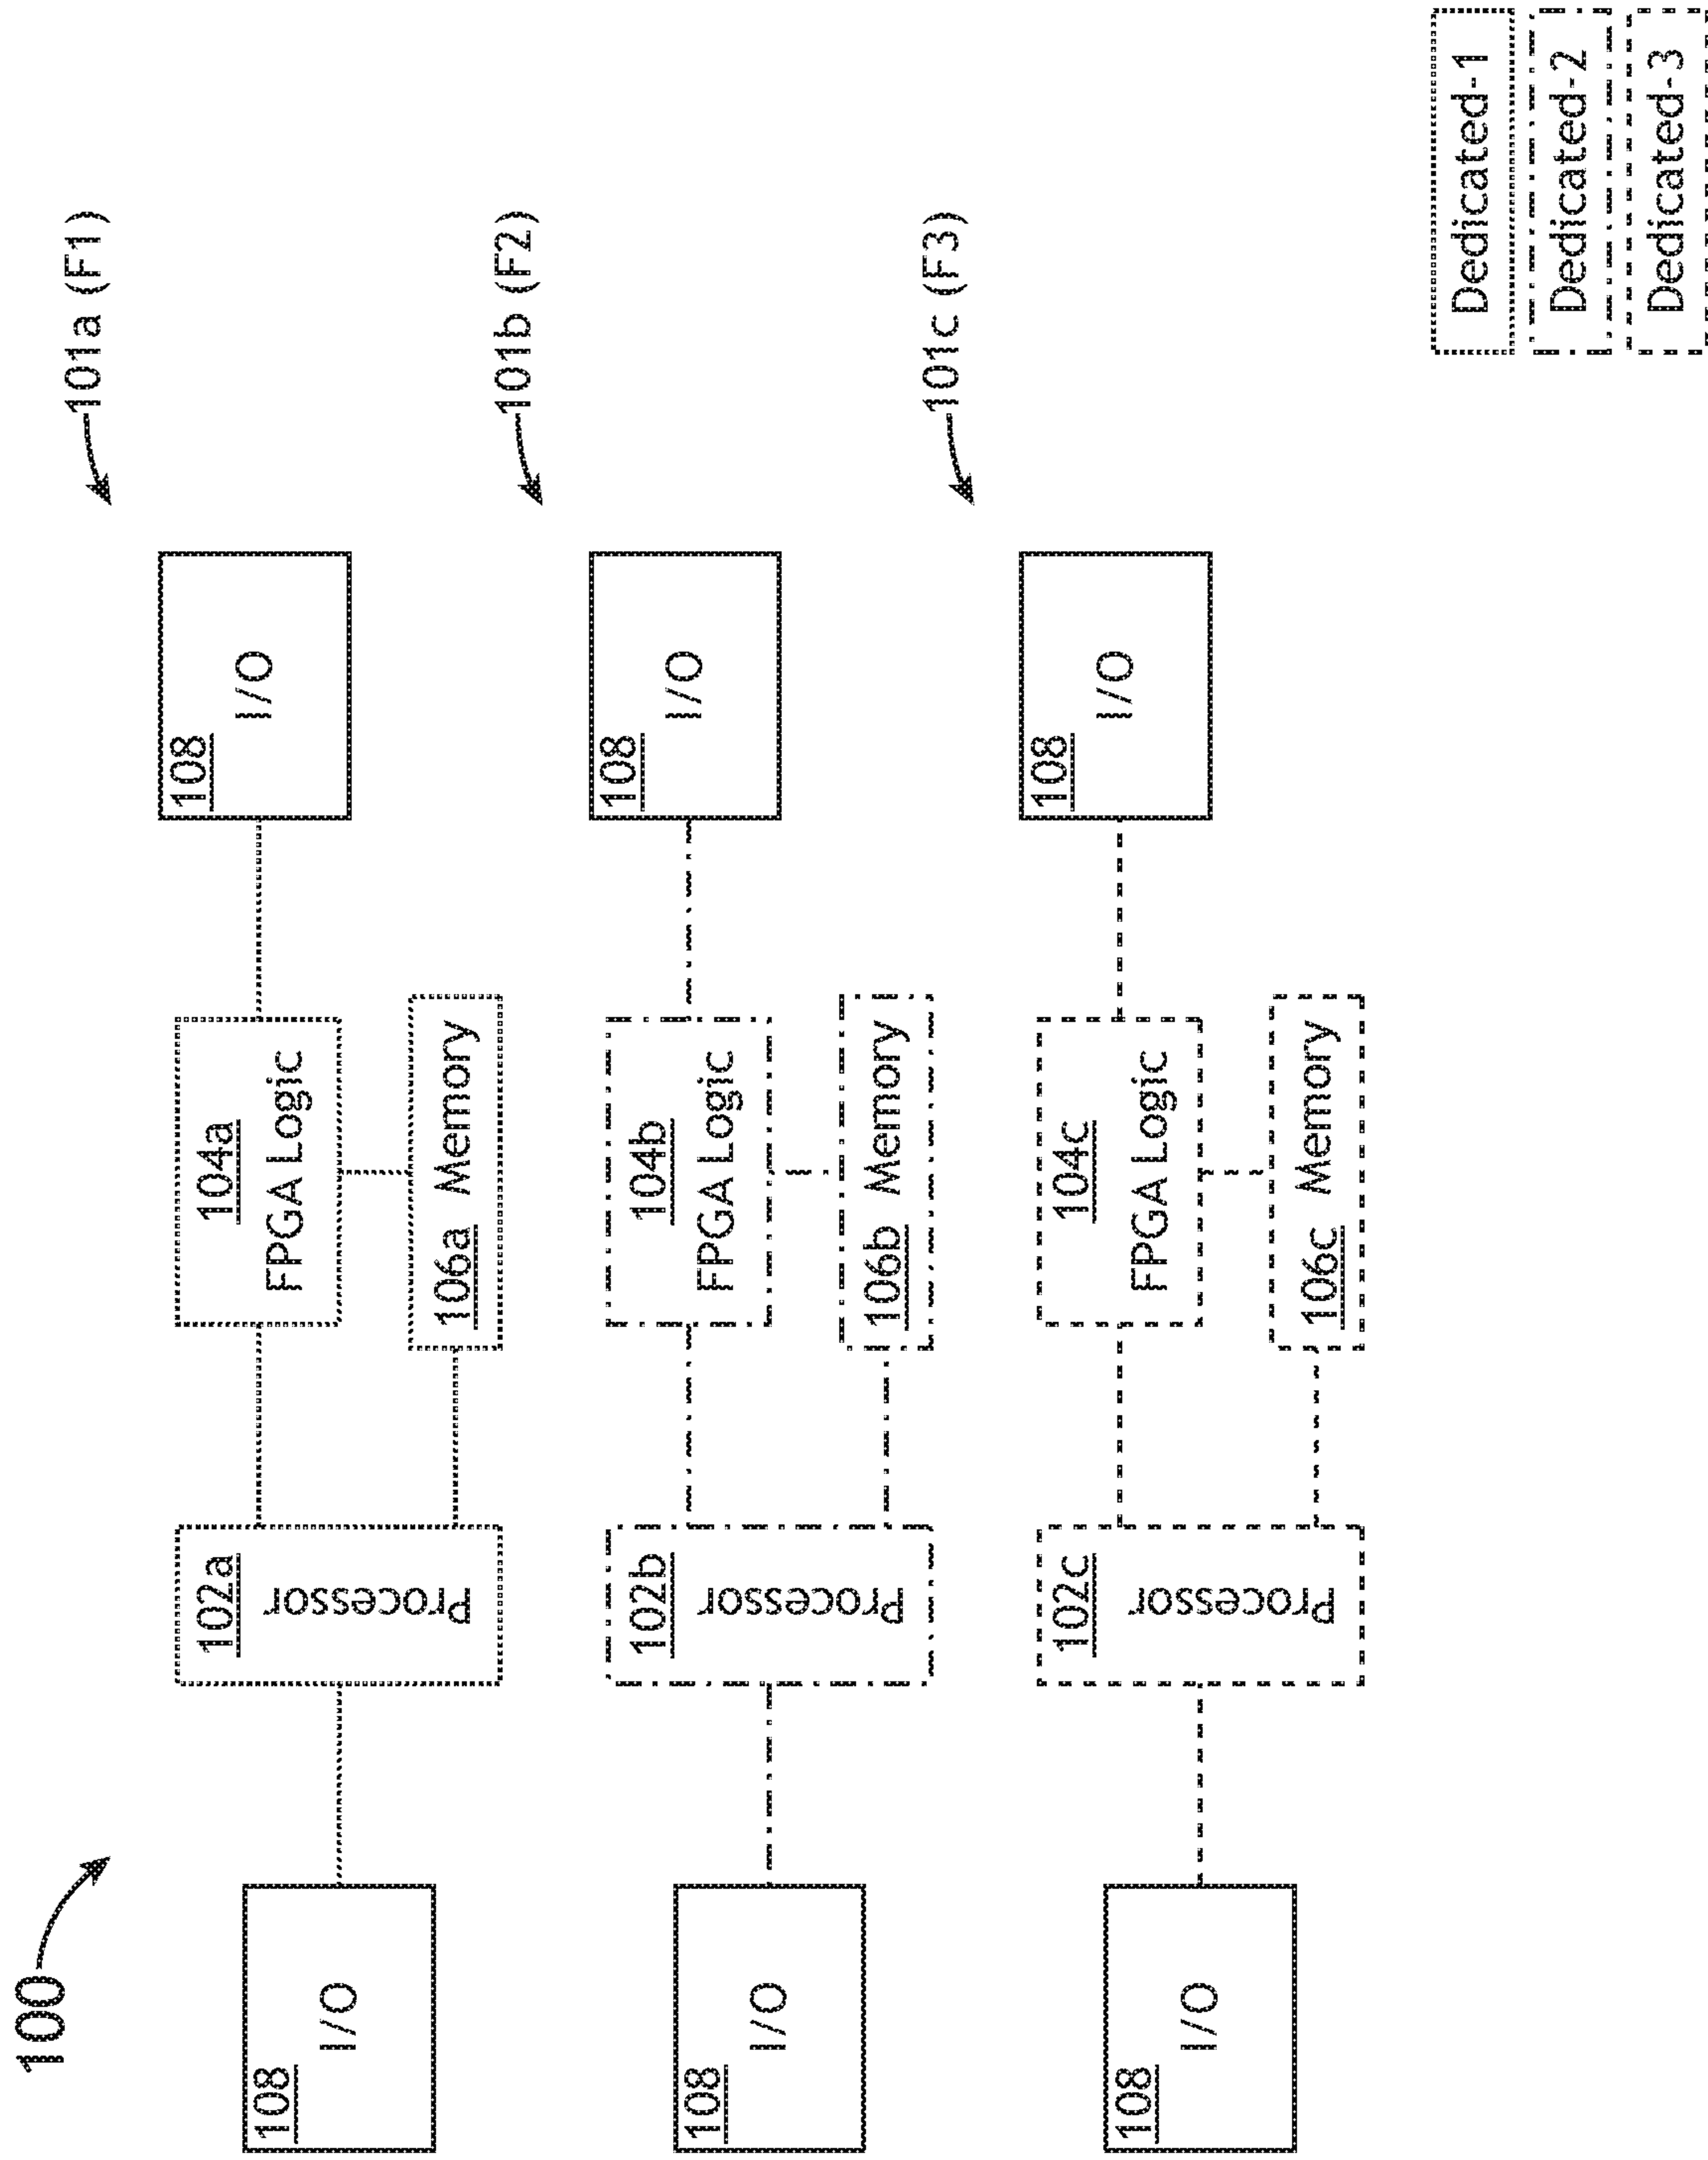 100
101a (F1)
108
I/O
102a
Processor
104a
FPGA Logic
106a Memory
108
I/O
101b (F2)
108
I/O
102b
Processor
104b
FPGA Logic
106b Memory
108
I/O
101c (F3)
108
I/O
102c
Processor
104c
FPGA Logic
106c Memory
108
I/O
Dedicated-1
Dedicated-2
Dedicated-3